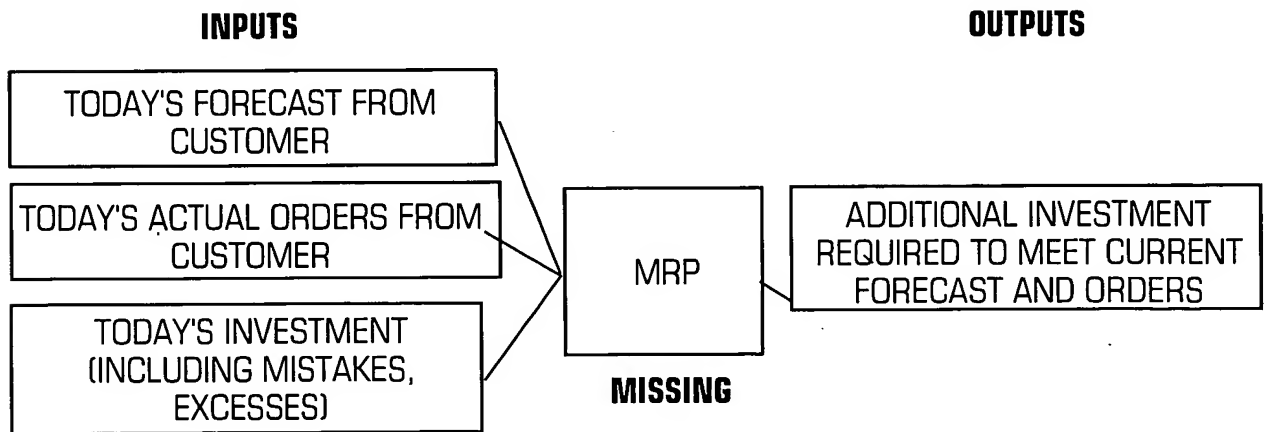 INPUTS
OUTPUTS
TODAY'S FORECAST FROM
CUSTOMER
TODAY'S ACTUAL ORDERS FROM
CUSTOMER
TODAY'S INVESTMENT
(INCLUDING MISTAKES,
EXCESSES)
MRP
MISSING
ADDITIONAL INVESTMENT
REQUIRED TO MEET CURRENT
FORECAST AND ORDERS